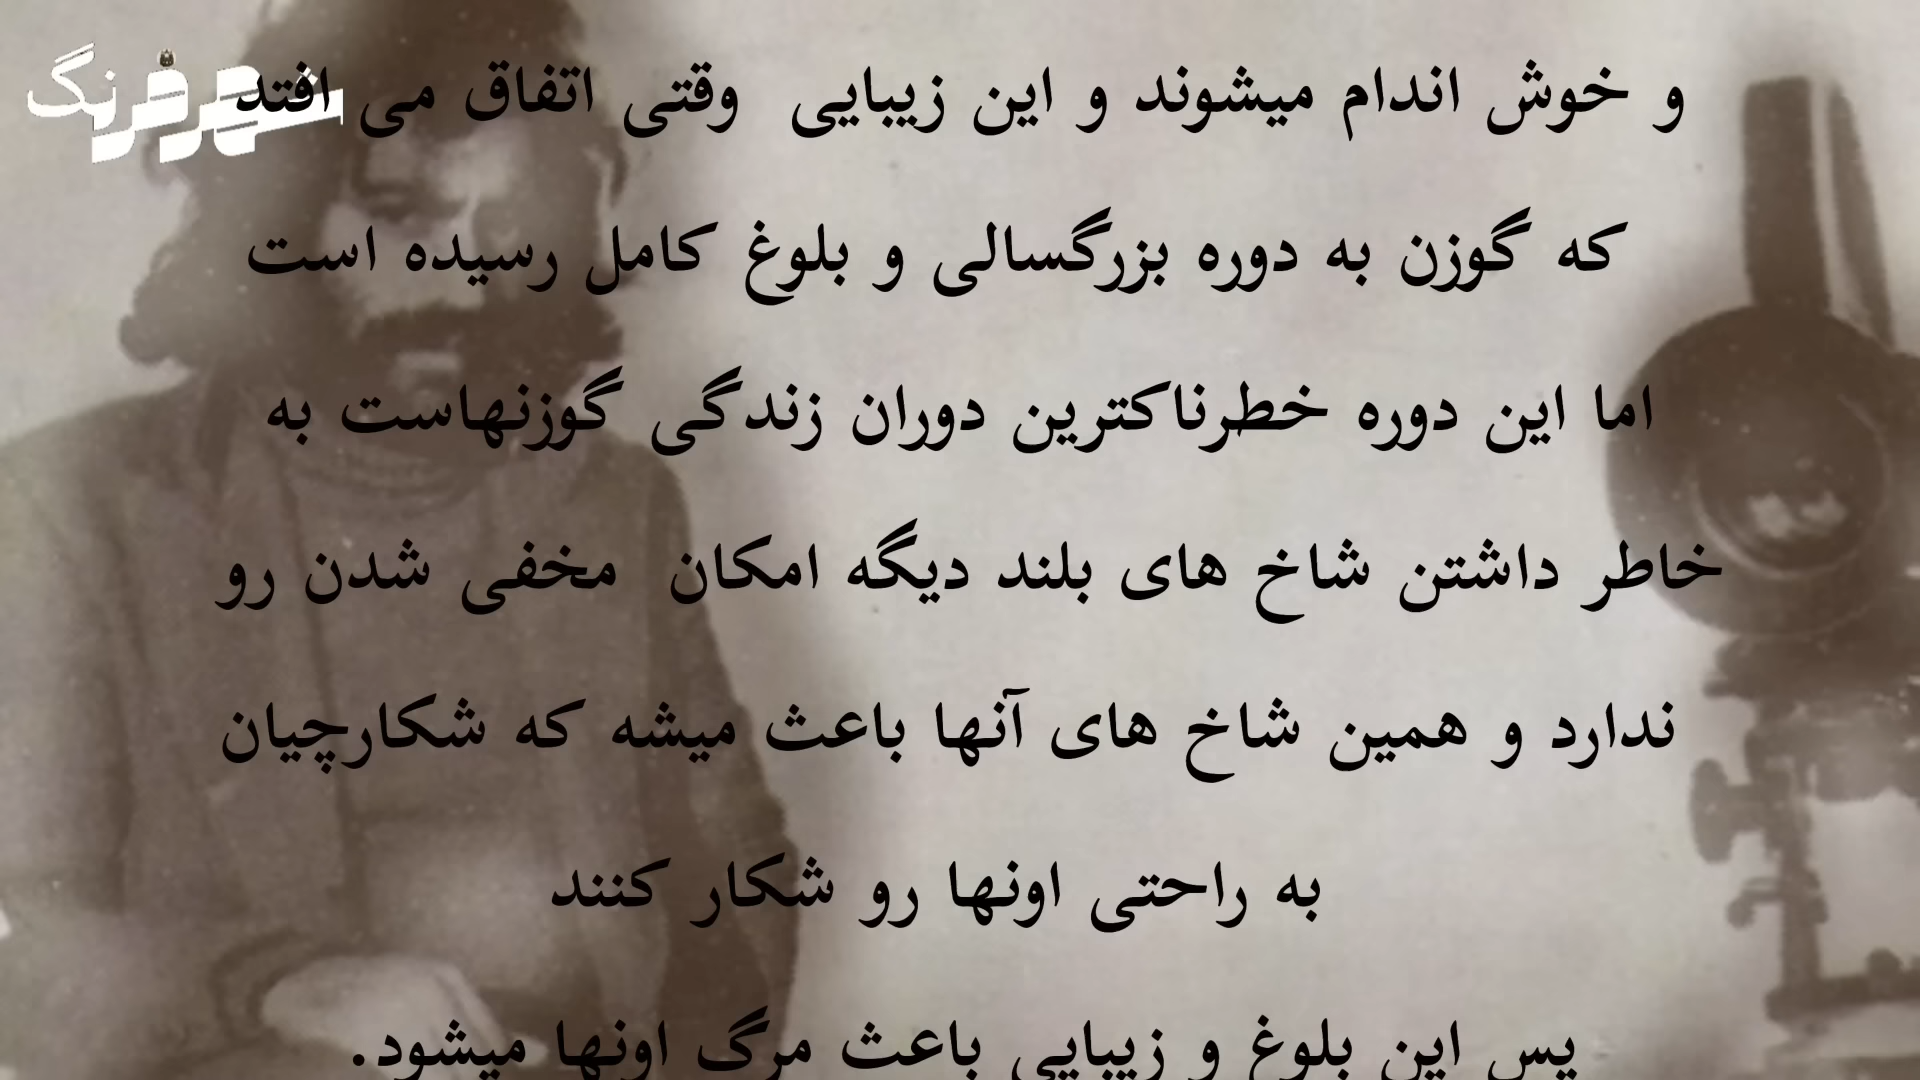 شهر فرنگ
و خوش اندام میشوند و این زیبایی وقتی اتفاق می افتد
که گوزن به دوره بزرگسالی و بلوغ کامل رسیده است
اما این دوره خطرناکترین دوران زندگی گوزنهاست به
خاطر داشتن شاخ های بلند دیگه امکان مخفی شدن رو
ندارد و همین شاخ های آنها باعث میشه که شکارچیان
به راحتی اونها رو شکار کنند
پس این بلوغ و زیبایی باعث مرگ اونها میشود.